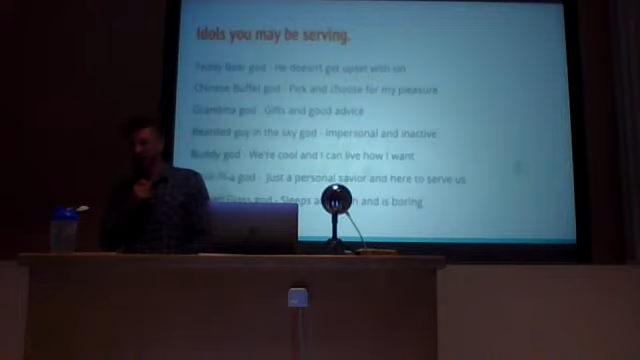 Idols you may be serving.
Teddy Bear god - He doesn't get upset with sin
Chinese Buffet god - Pick and choose for my pleasure
Grandma god - Gifts and good advice
Bearded guy in the sky god - Impersonal and inactive
Buddy god - We're cool and I can live how I want
god - Just a personal savior and here to serve us
Glass god - Sleeps and is boring